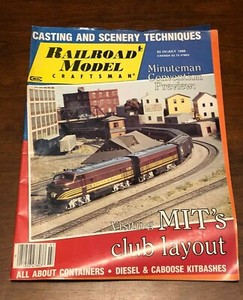 CASTING AND SCENERY TECHNIQUES
RAILROAD
MODEL
CRAFTSMAN
Minuteman
Convention
Preview!
Visiting
MIT's
club layout
ALL ABOUT CONTAINERS • DIESEL & CABOOSE KITBASHES